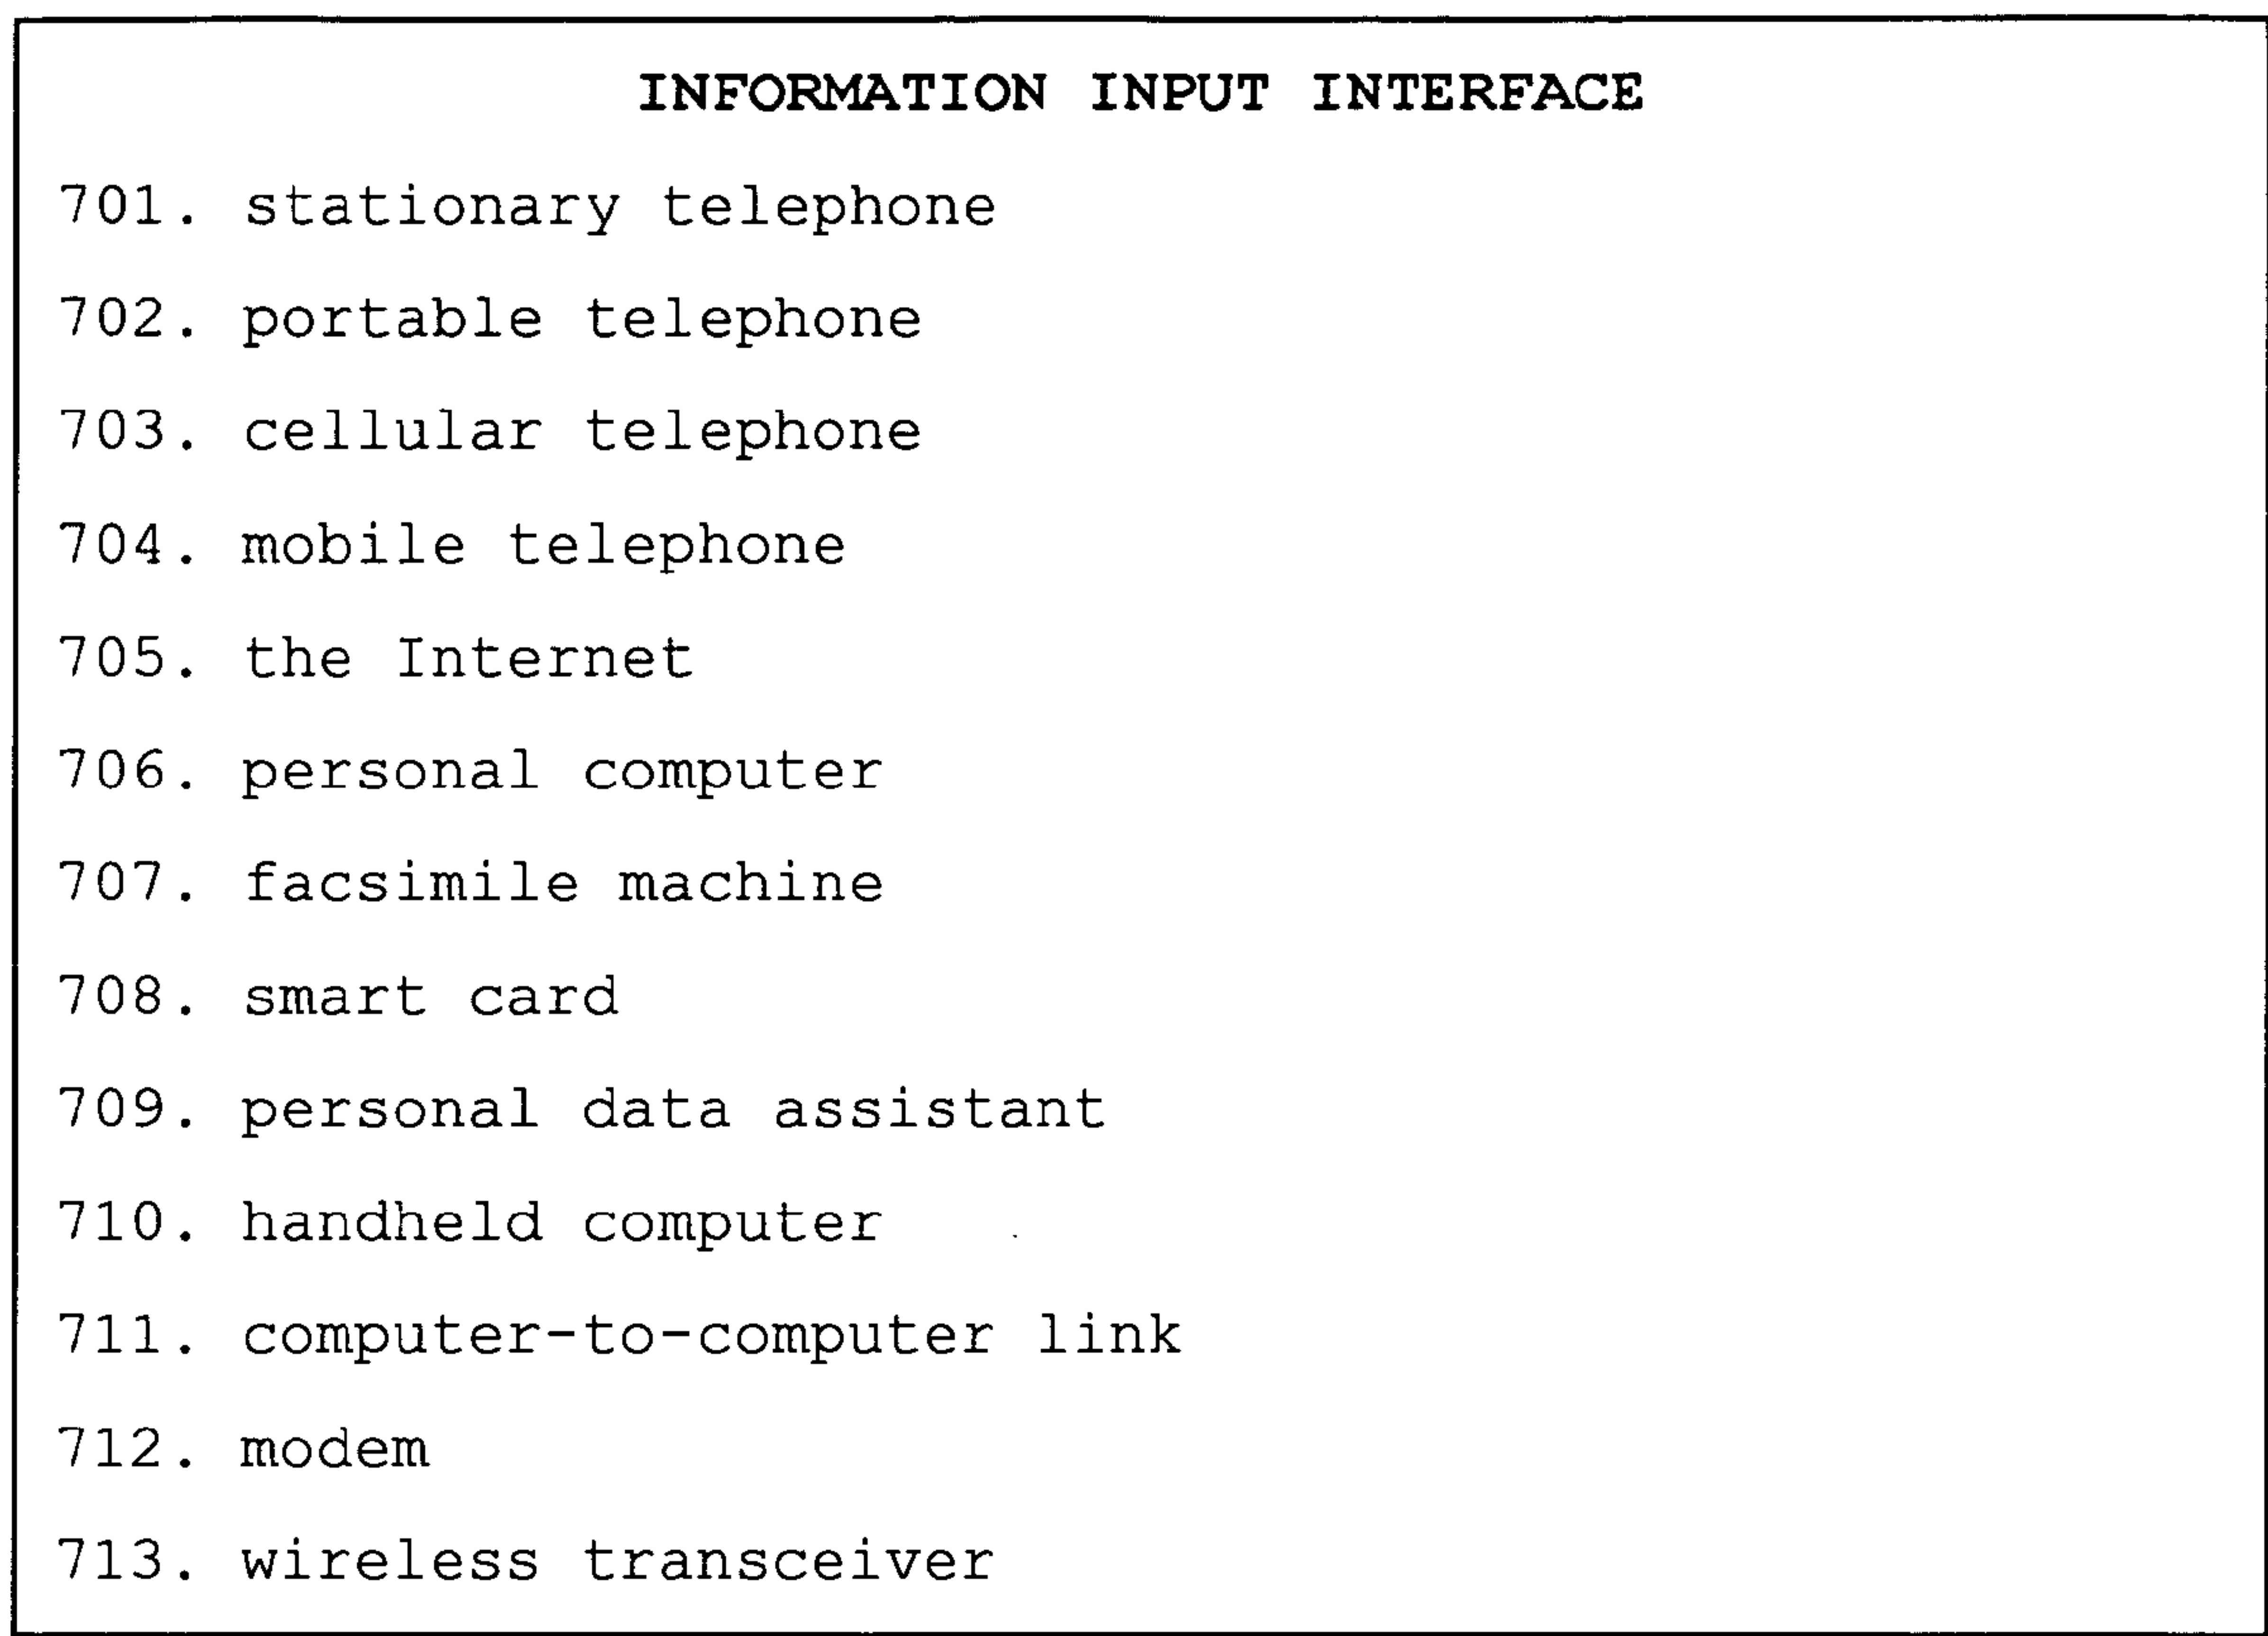 INFORMATION INPUT INTERFACE
701. stationary telephone
702. portable telephone
703. cellular telephone
704. mobile telephone
705. the Internet
706. personal computer
707. facsimile machine
708. smart card
709. personal data assistant
710. handheld computer
711. computer-to-computer link
712. modem
713. wireless transceiver